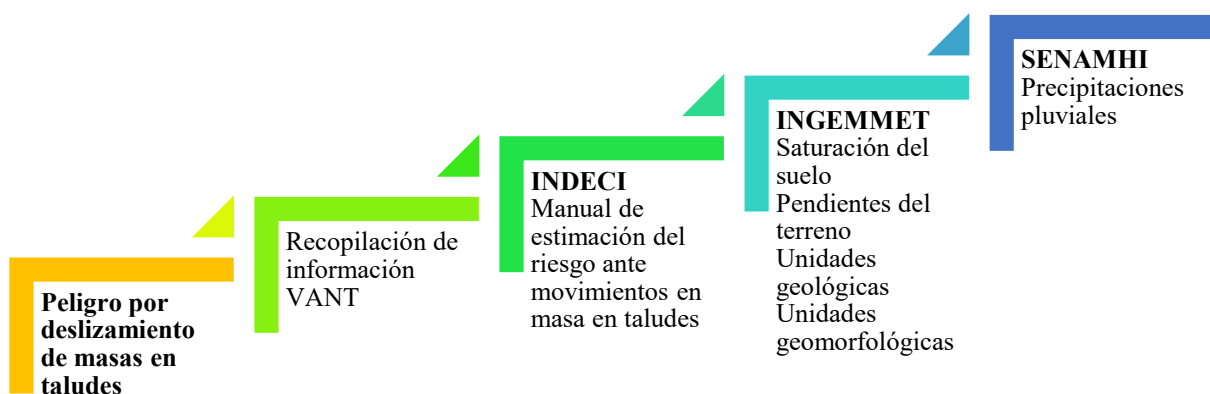 Peligro por
deslizamiento
de masas en
taludes
Recopilación de
información
VANT
INDECI
Manual de
estimación del
riesgo ante
movimientos en
masa en taludes
INGEMMET
Saturación del
suelo
Pendientes del
terreno
Unidades
geológicas
Unidades
geomorfológicas
SENAMHI
Precipitaciones
pluviales